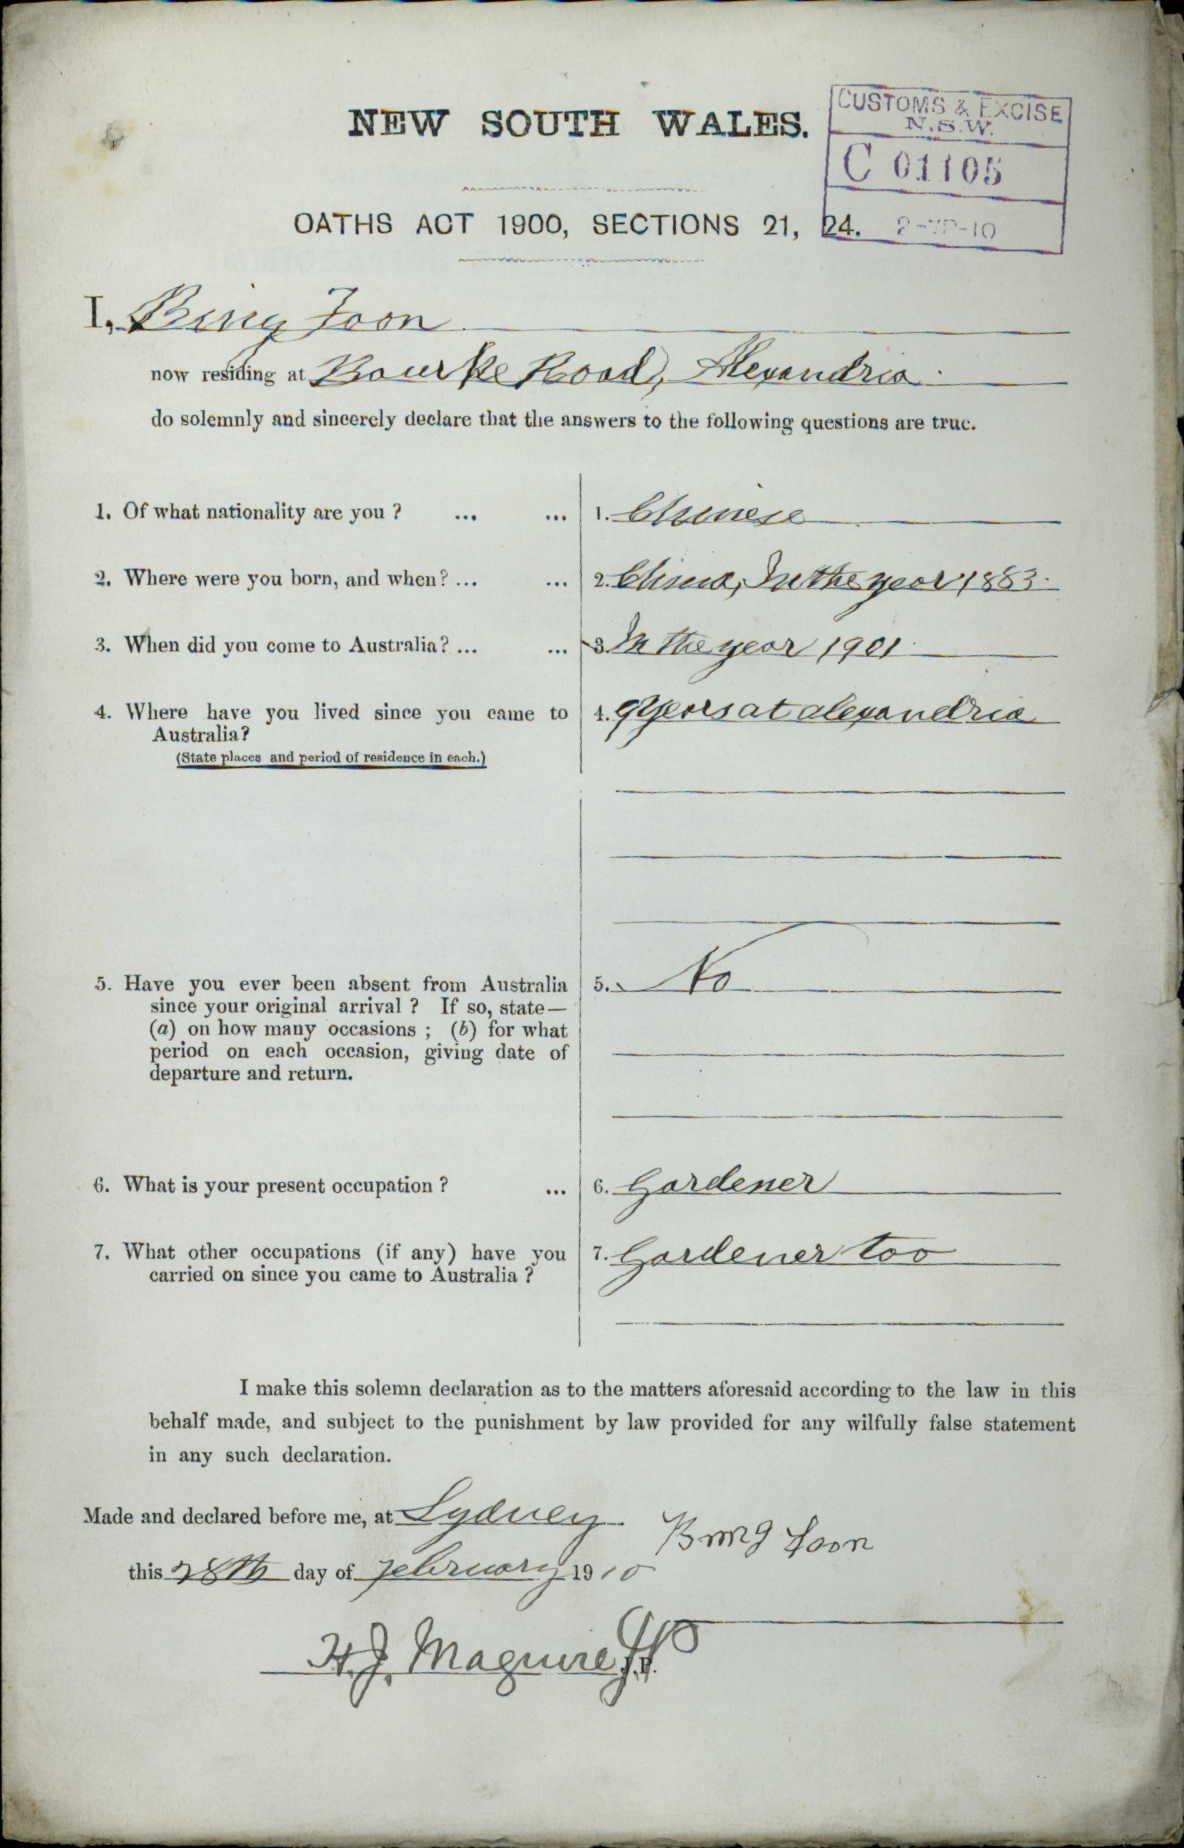 NEW SOUTH WALES.
CUSTOMS & EXCISE
N.S.W.
C 01105
OATHS ACT 1900, SECTIONS 21, 24.
I, Bing Foon
now residing at Bourke Road, Alexandria.
do solemnly and sincerely declare that the answers to the following questions are true.
1. Of what nationality are you ? ... ... 1. Chinese
2. Where were you born, and when? ... ... 2. China, In the year 1883.
3. When did you come to Australia? ... ... 3. In the year 1901.
4. Where have you lived since you came to 4. 9 years at alexandria
Australia?
(State places and period of residence in each.)
5. Have you ever been absent from Australia 5. No
since your original arrival ? If so, state—
(a) on how many occasions ; (b) for what
period on each occasion, giving date of
departure and return.
6. What is your present occupation ? ... 6. Gardener
7. What other occupations (if any) have you 7. Gardener too
carried on since you came to Australia ?
I make this solemn declaration as to the matters aforesaid according to the law in this
behalf made, and subject to the punishment by law provided for any wilfully false statement
in any such declaration.
Made and declared before me, at Sydney
Bing Foon
this 28th day of February 1910
H. J. Maguire JP
J.P.